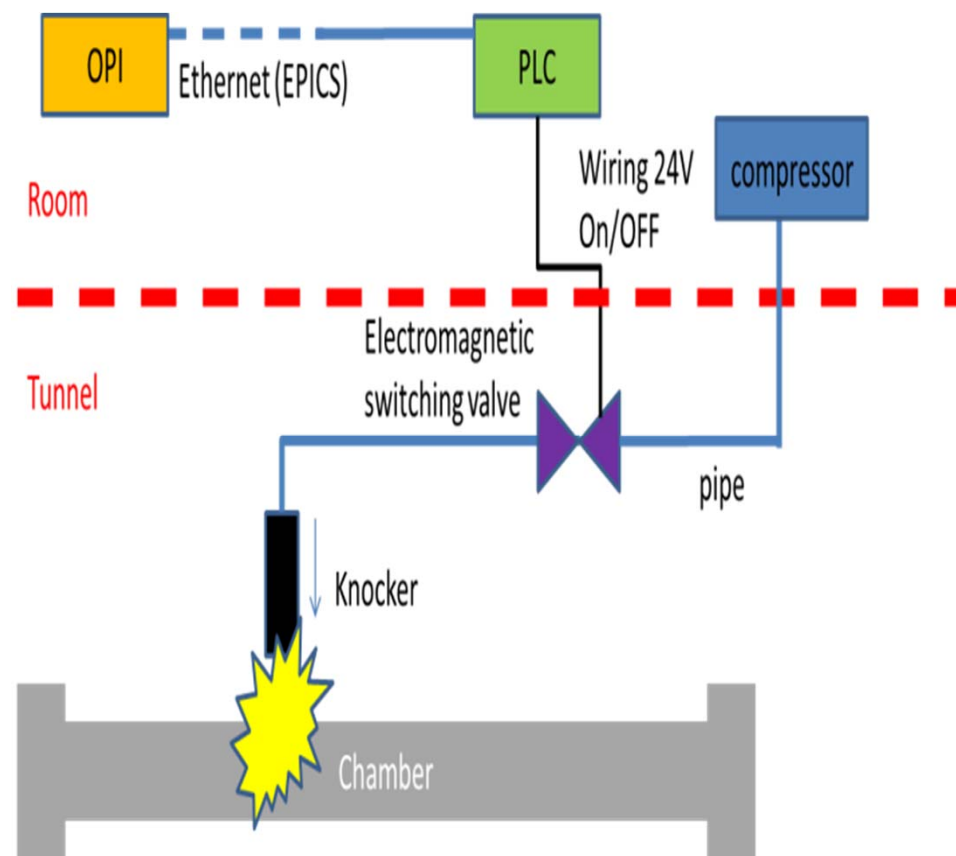 OPI
Ethernet (EPICS)
PLC
Wiring 24V
On/OFF
compressor
Room
Electromagnetic
switching valve
Tunnel
pipe
Knocker
Chamber